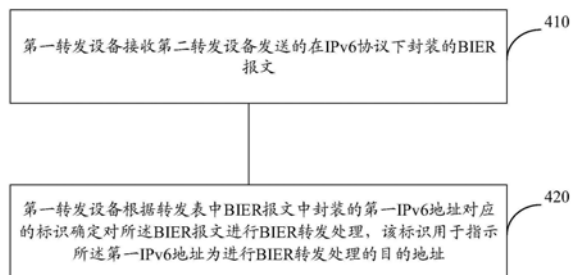 第一转发设备接收第二转发设备发送的在IPv6协议下封装的BIER
报文
410
第一转发设备根据转发表中BIER报文中封装的第一IPv6地址对应
的标识确定对所述BIER报文进行BIER转发处理，该标识用于指示
所述第一IPv6地址为进行BIER转发处理的目的地址
420